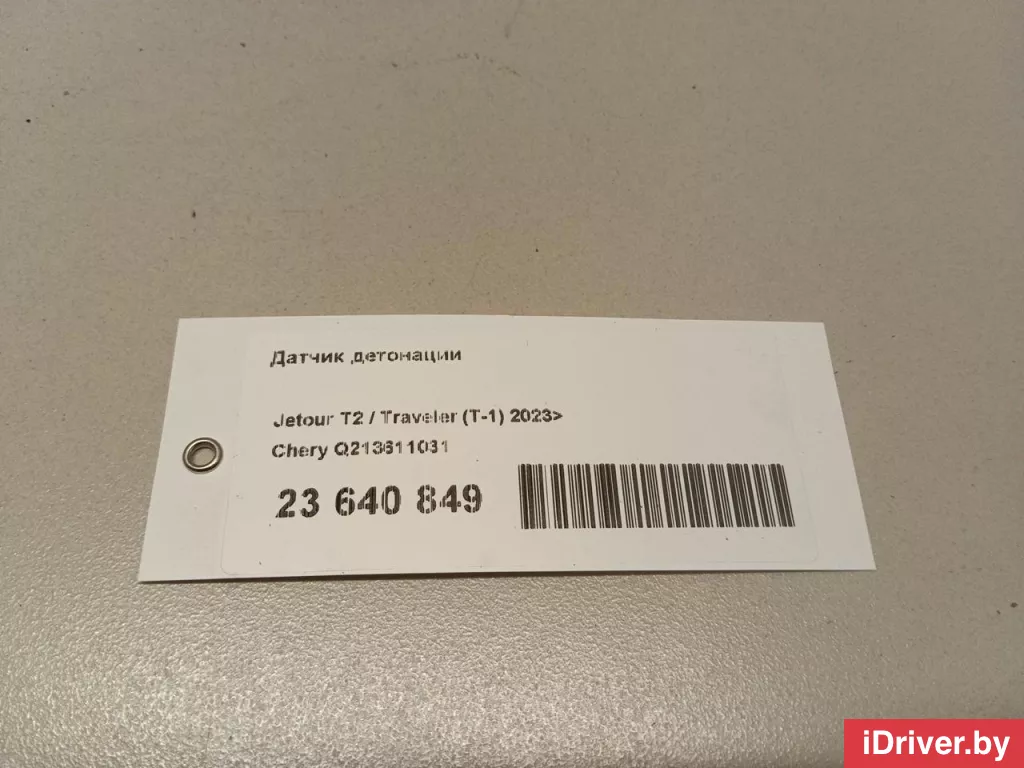 Датчик детонации
Jetour T2 / Traveler (T-1) 2023>
Chery Q213611031
23 640 849
iDriver.by